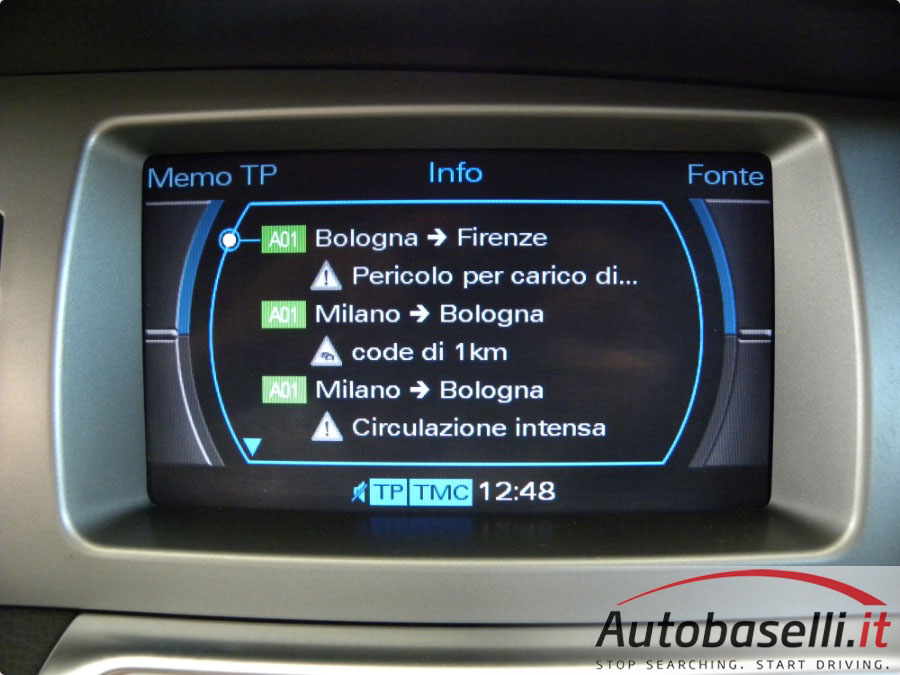 Memo TP Info Fonte
A01 Bologna → Firenze
Pericolo per carico di...
A01 Milano → Bologna
code di 1km
A01 Milano → Bologna
Circulazione intensa
TP TMC 12:48
Autobaselli.it
STOP SEARCHING. START DRIVING.